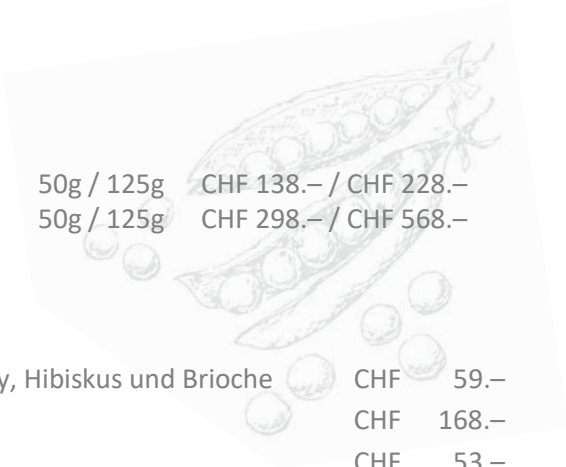 50g / 125g CHF 138.– / CHF 228.–
50g / 125g CHF 298.– / CHF 568.–
y, Hibiskus und Brioche CHF 59.–
CHF 168.–
CHF 53.–